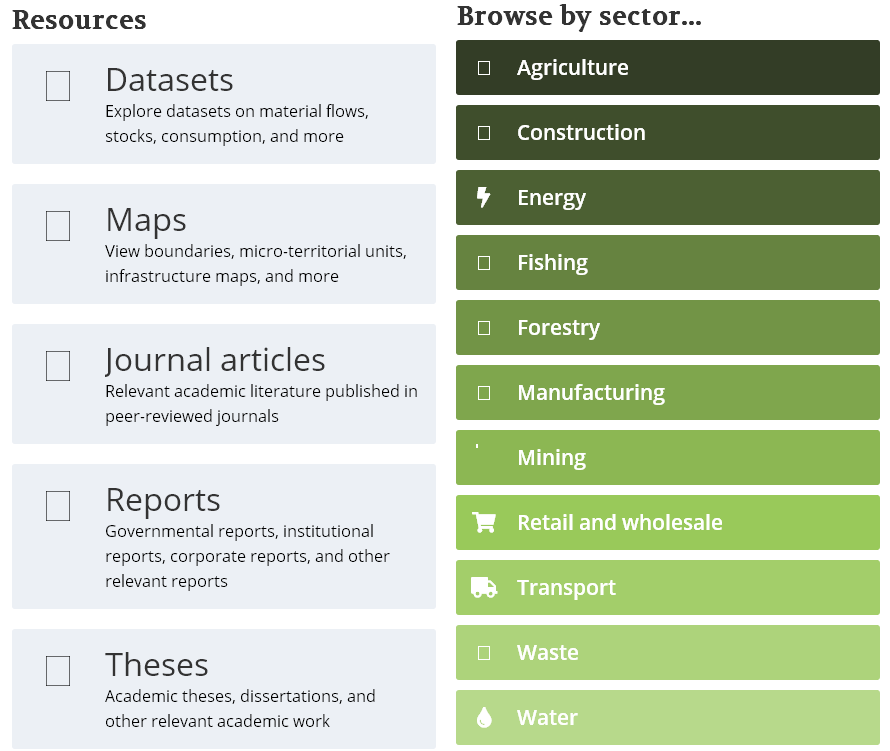 Resources
Datasets
Explore datasets on material flows,
stocks, consumption, and more
Maps
View boundaries, micro-territorial units,
infrastructure maps, and more
Journal articles
Relevant academic literature published in
peer-reviewed journals
Reports
Governmental reports, institutional
reports, corporate reports, and other
relevant reports
Theses
Academic theses, dissertations, and
other relevant academic work
Browse by sector...
Agriculture
Construction
Energy
Fishing
Forestry
Manufacturing
Mining
Retail and wholesale
Transport
Waste
Water